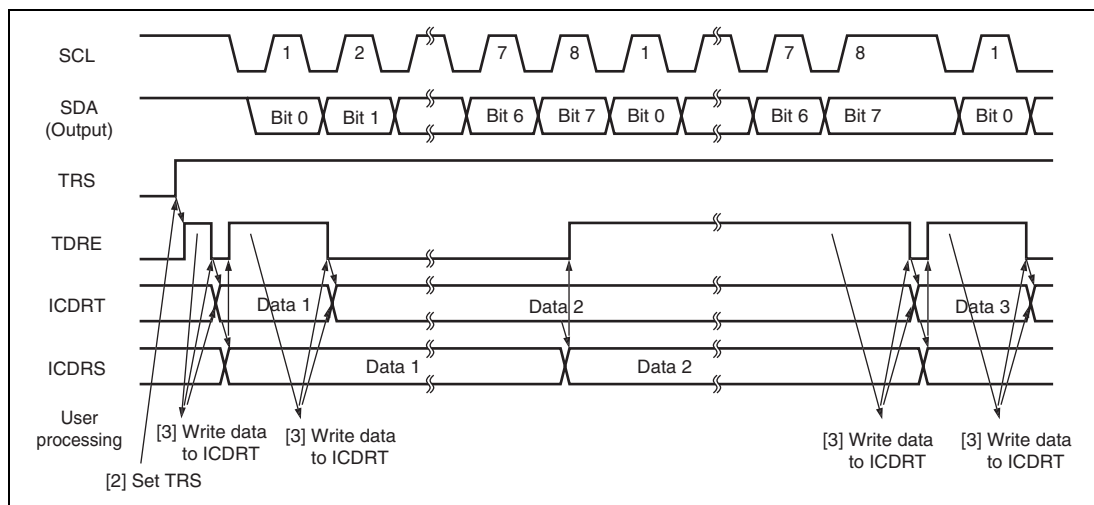 SCL
1 2 7 8 1 7 8 1
SDA
(Output)
Bit 0 Bit 1 Bit 6 Bit 7 Bit 0 Bit 6 Bit 7 Bit 0
TRS
TDRE
ICDRT
Data 1 Data 2 Data 3
ICDRS
Data 1 Data 2
User
processing
[3] Write data
to ICDRT
[3] Write data
to ICDRT
[3] Write data
to ICDRT
[3] Write data
to ICDRT
[2] Set TRS